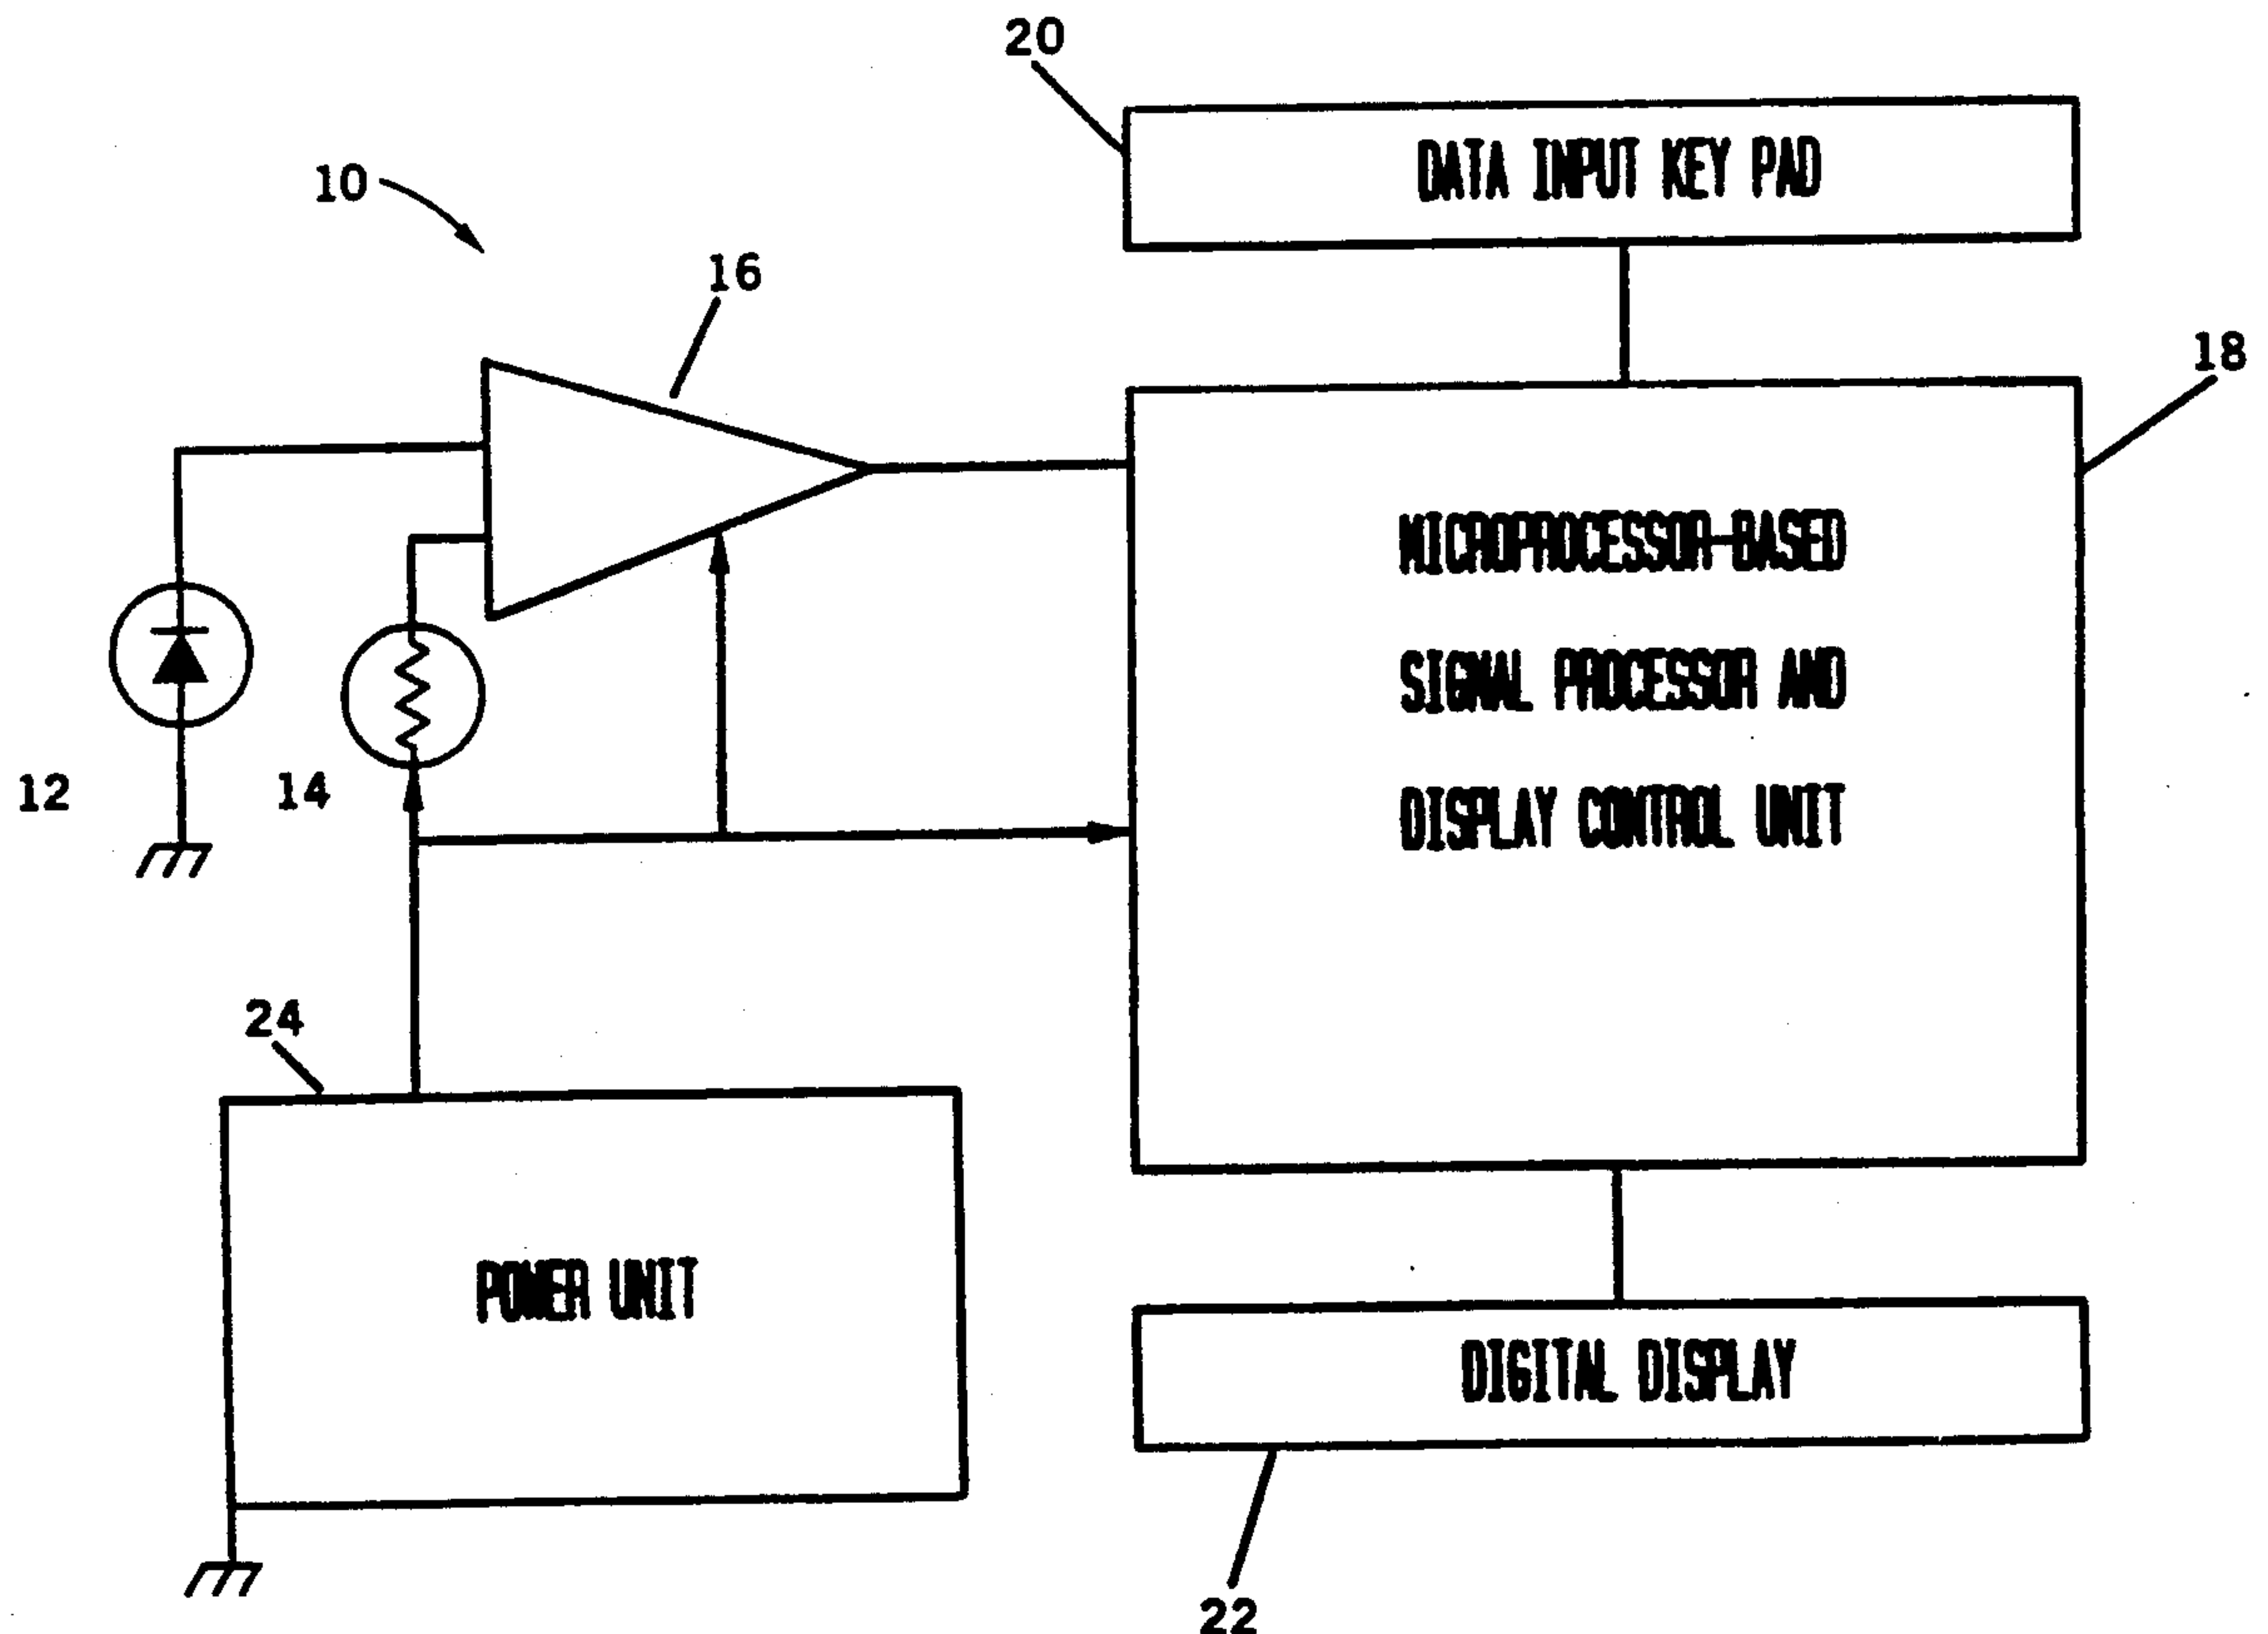 20
DATA INPUT KEY PAD
10
16
18
MICROPROCESSOR-BASED
SIGNAL PROCESSOR AND
DISPLAY CONTROL UNIT
12
14
24
POWER UNIT
DIGITAL DISPLAY
22